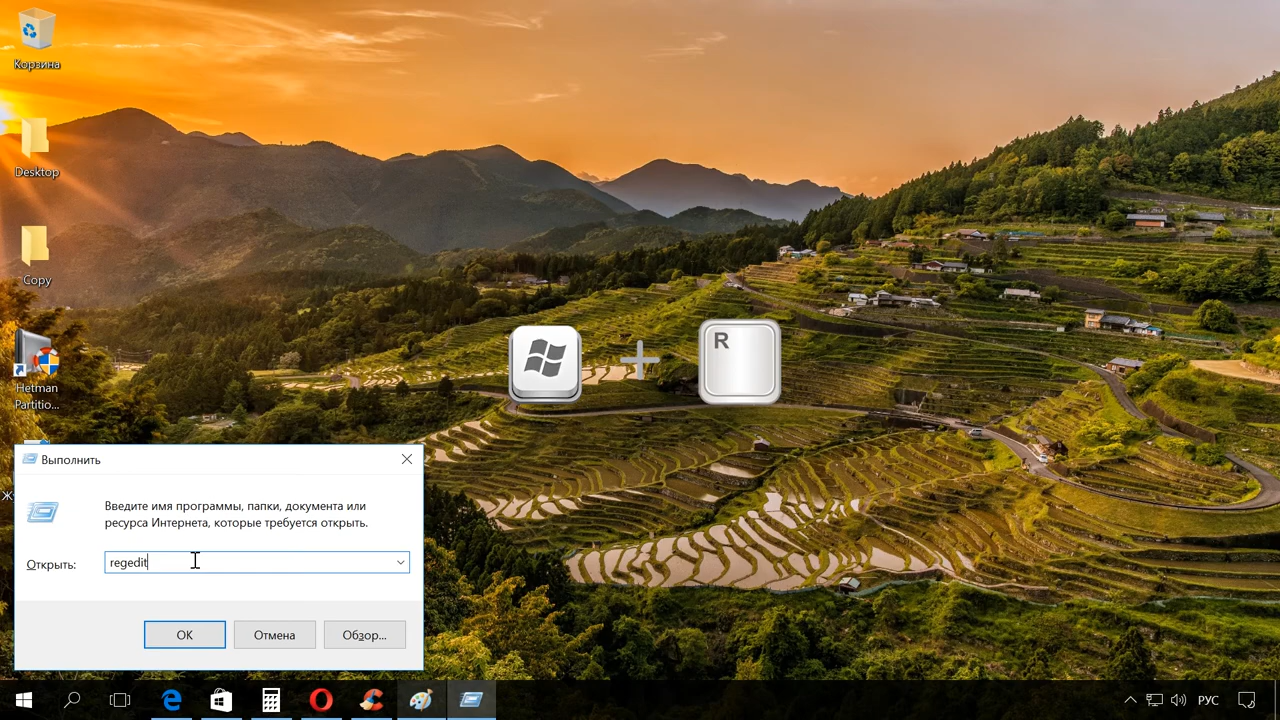 Корзина
Desktop
Copy
Hetman
Partitio...
R
Выполнить
Введите имя программы, папки, документа или
ресурса Интернета, которые требуется открыть.
Открыть:
regedit
OK
Отмена
Обзор...
РУС